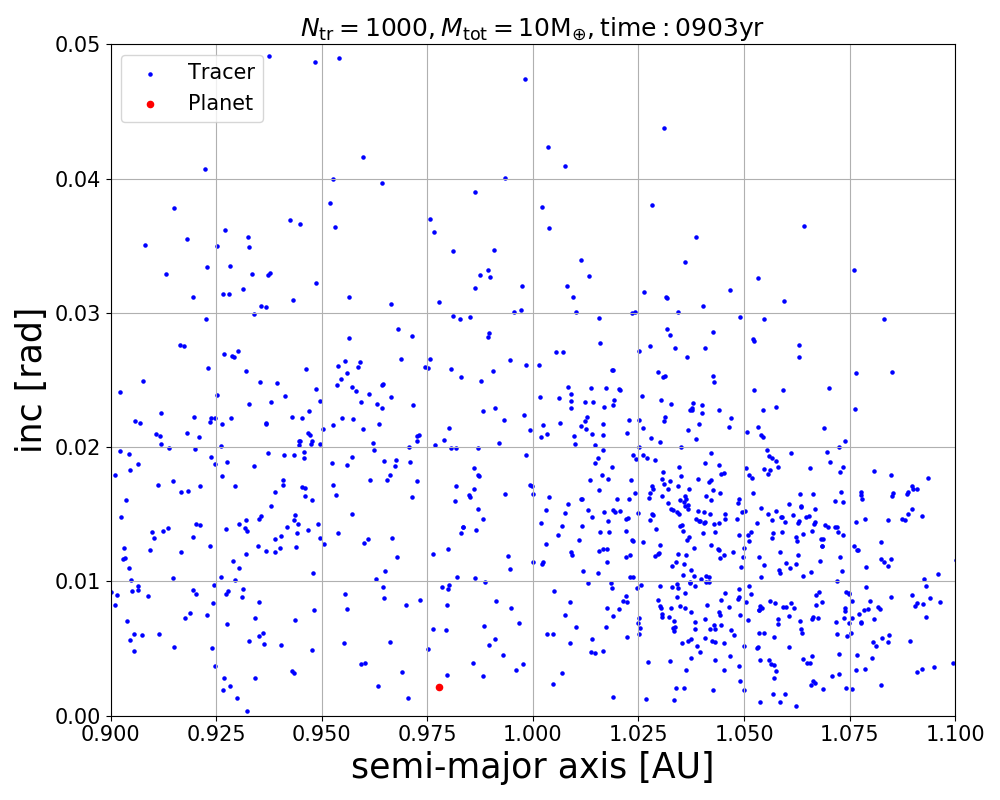 N_tr = 1000, M_tot = 10M_⊕, time : 0903yr
Tracer
Planet
0.05
0.04
0.03
0.02
0.01
0.00
inc [rad]
0.900 0.925 0.950 0.975 1.000 1.025 1.050 1.075 1.100
semi-major axis [AU]